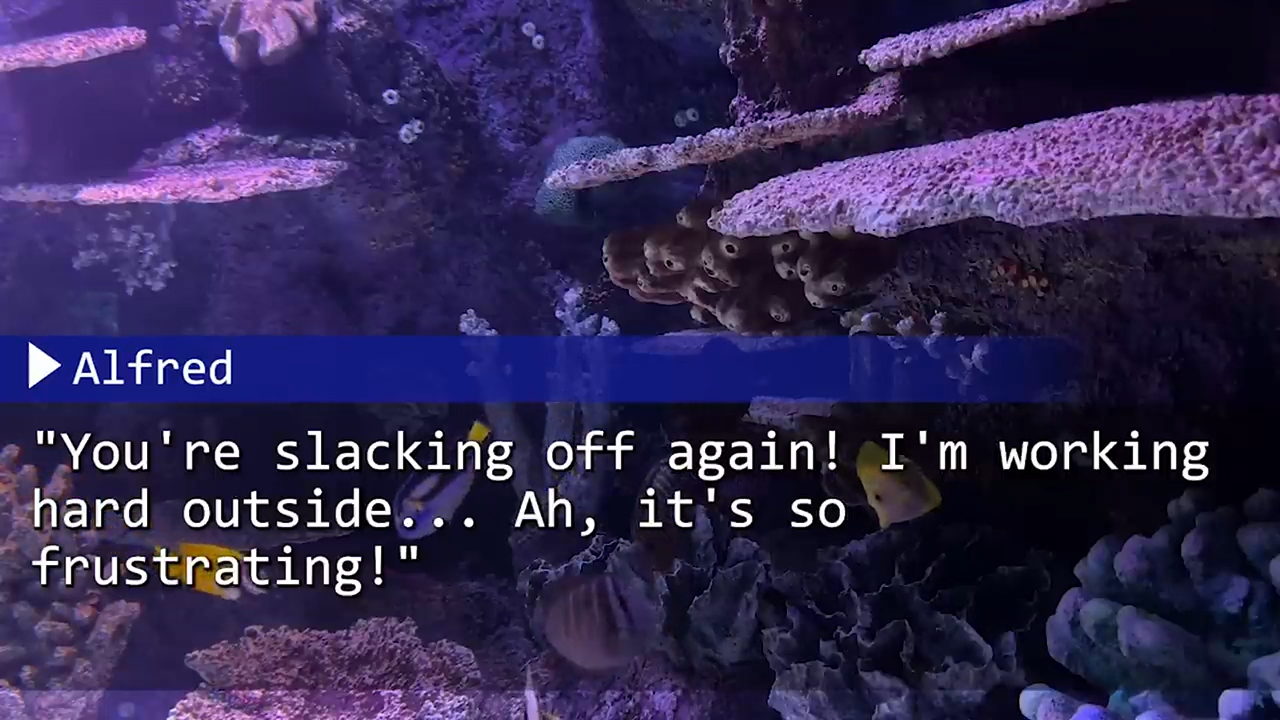 Alfred
"You're slacking off again! I'm working
hard outside... Ah, it's so
frustrating!"